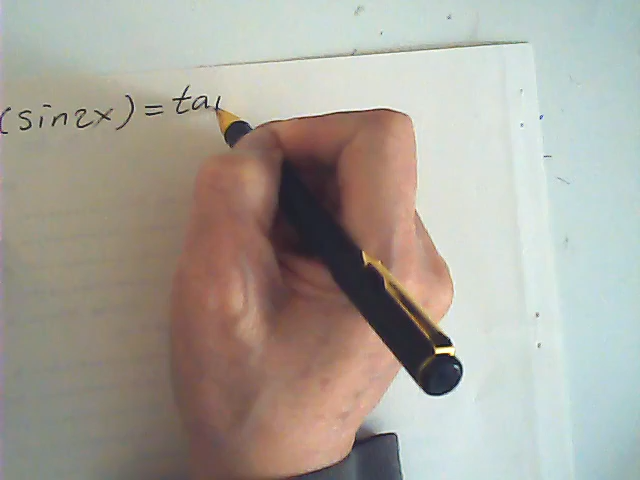 (sin2x) = ta